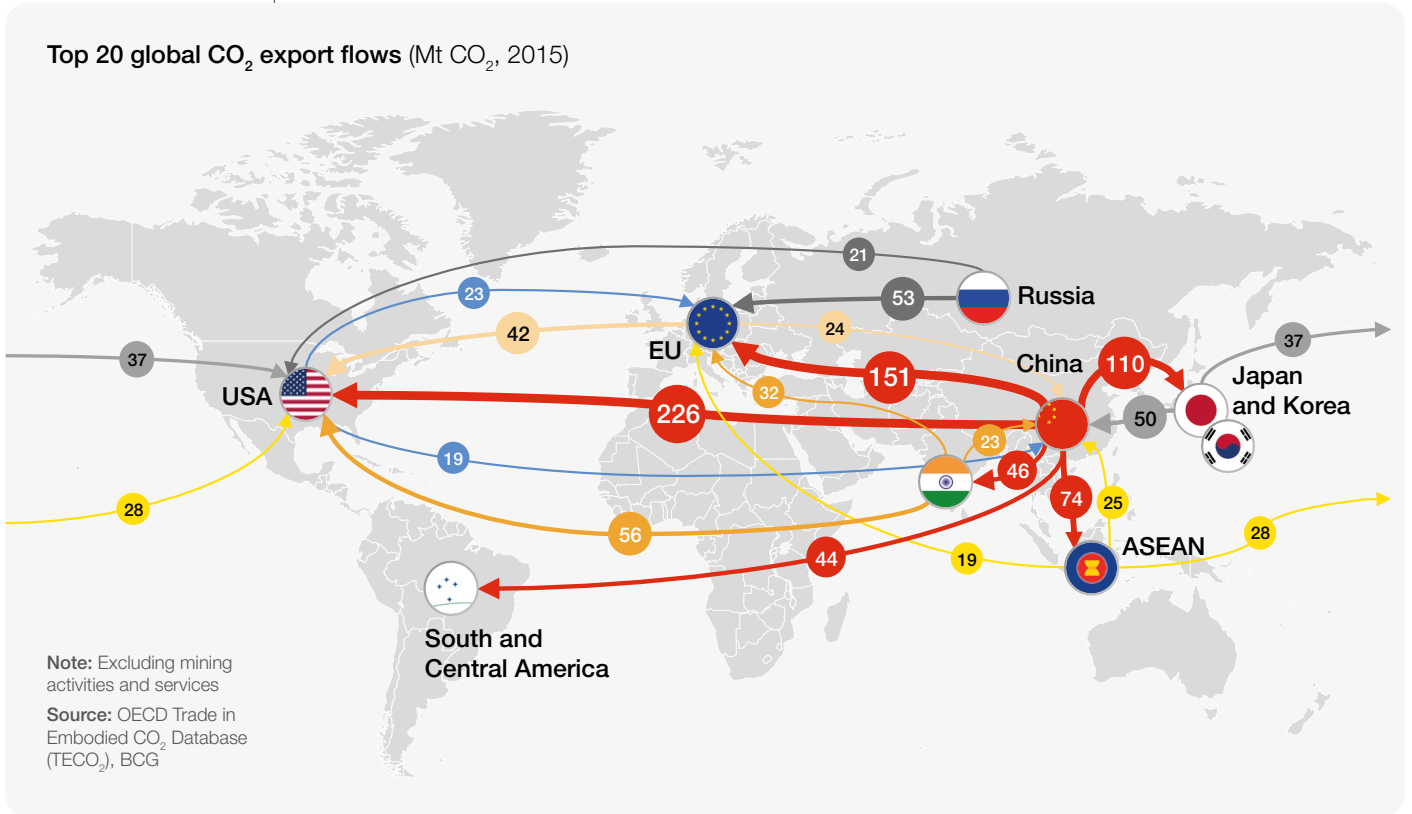 Top 20 global CO₂ export flows (Mt CO₂, 2015)
21
23
53
Russia
42
24
EU
37
37
China
110
151
Japan
and Korea
USA
32
226
50
23
19
46
74
25
28
56
28
ASEAN
44
19
South and
Central America
Note: Excluding mining
activities and services
Source: OECD Trade in
Embodied CO₂ Database
(TECO₂), BCG